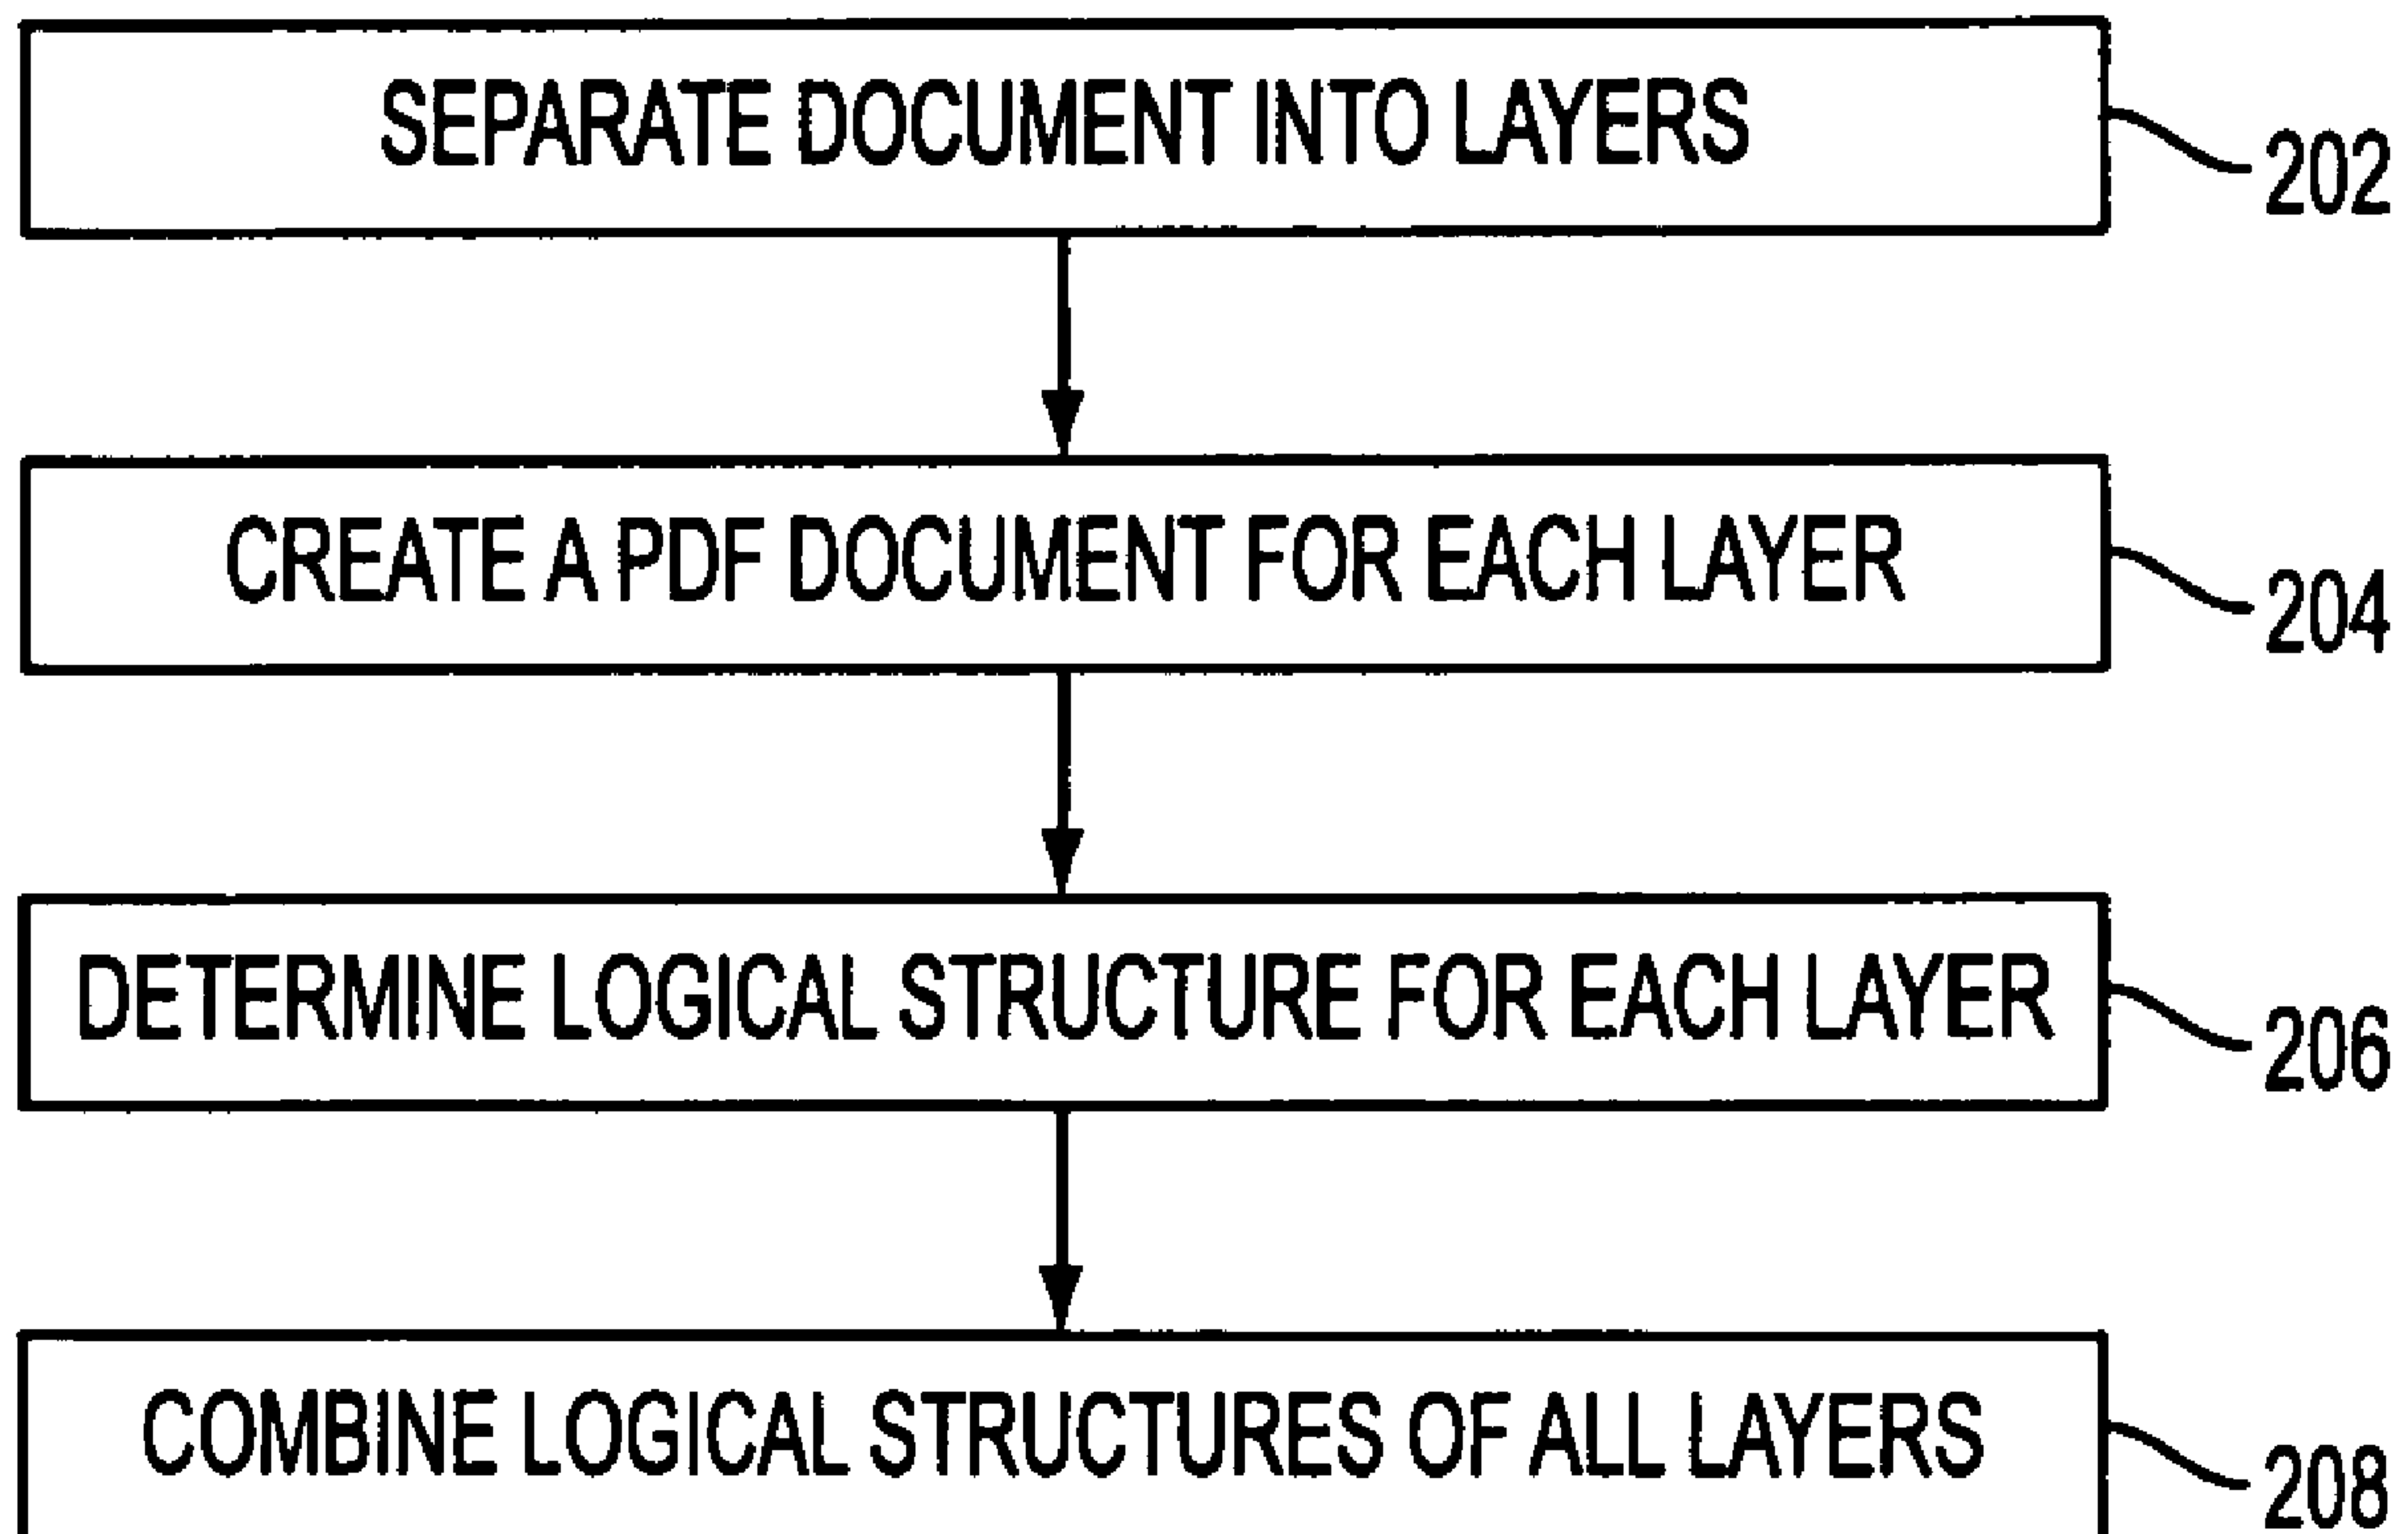 SEPARATE DOCUMENT INTO LAYERS
202
CREATE A PDF DOCUMENT FOR EACH LAYER
204
DETERMINE LOGICAL STRUCTURE FOR EACH LAYER
206
COMBINE LOGICAL STRUCTURES OF ALL LAYERS
208